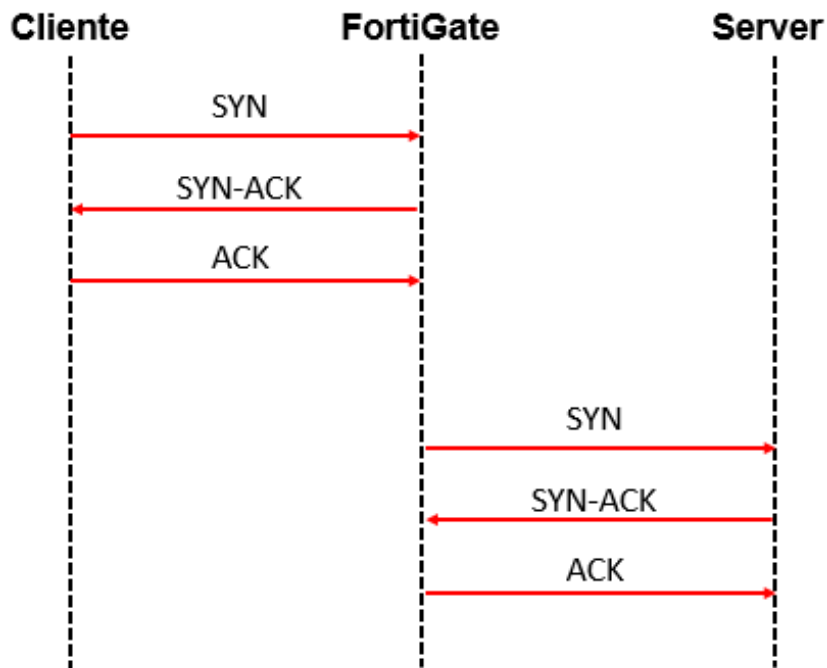 Cliente FortiGate Server
SYN
SYN-ACK
ACK
SYN
SYN-ACK
ACK